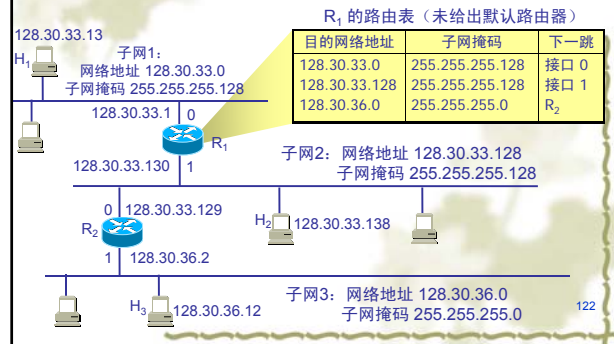 R₁ 的路由表（未给出默认路由器）
目的网络地址 子网掩码 下一跳
128.30.33.0 255.255.255.128 接口 0
128.30.33.128 255.255.255.128 接口 1
128.30.36.0 255.255.255.0 R₂
128.30.33.13
H₁
子网1：
网络地址 128.30.33.0
子网掩码 255.255.255.128
128.30.33.1 0
R₁
128.30.33.130 1
子网2：网络地址 128.30.33.128
子网掩码 255.255.255.128
0 128.30.33.129
R₂
H₂ 128.30.33.138
1 128.30.36.2
子网3：网络地址 128.30.36.0
H₃ 128.30.36.12
子网掩码 255.255.255.0
122